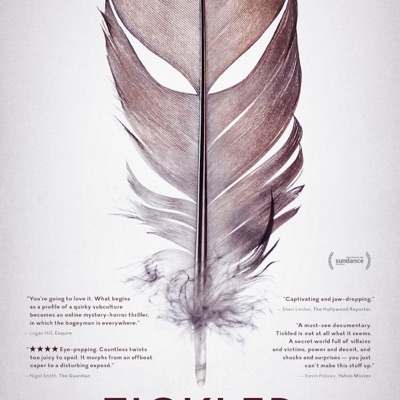 sundance
"You're going to love it. What begins
as a profile of a quirky subculture
becomes an online mystery-horror thriller,
in which the bogeyman is everywhere."
– Logan Hill, Esquire
"★★★★ Eye-popping. Countless twists
too juicy to spoil. It morphs from an offbeat
caper to a disturbing exposé."
– Nigel Smith, The Guardian
"Captivating and jaw-dropping."
– Sheri Linden, The Hollywood Reporter
"A must-see documentary.
Tickled is not at all what it seems.
A secret world full of villains
and victims, power and deceit, and
shocks and surprises — you just
can't make this stuff up."
– Kevin Polowy, Yahoo Movies
TICKLED